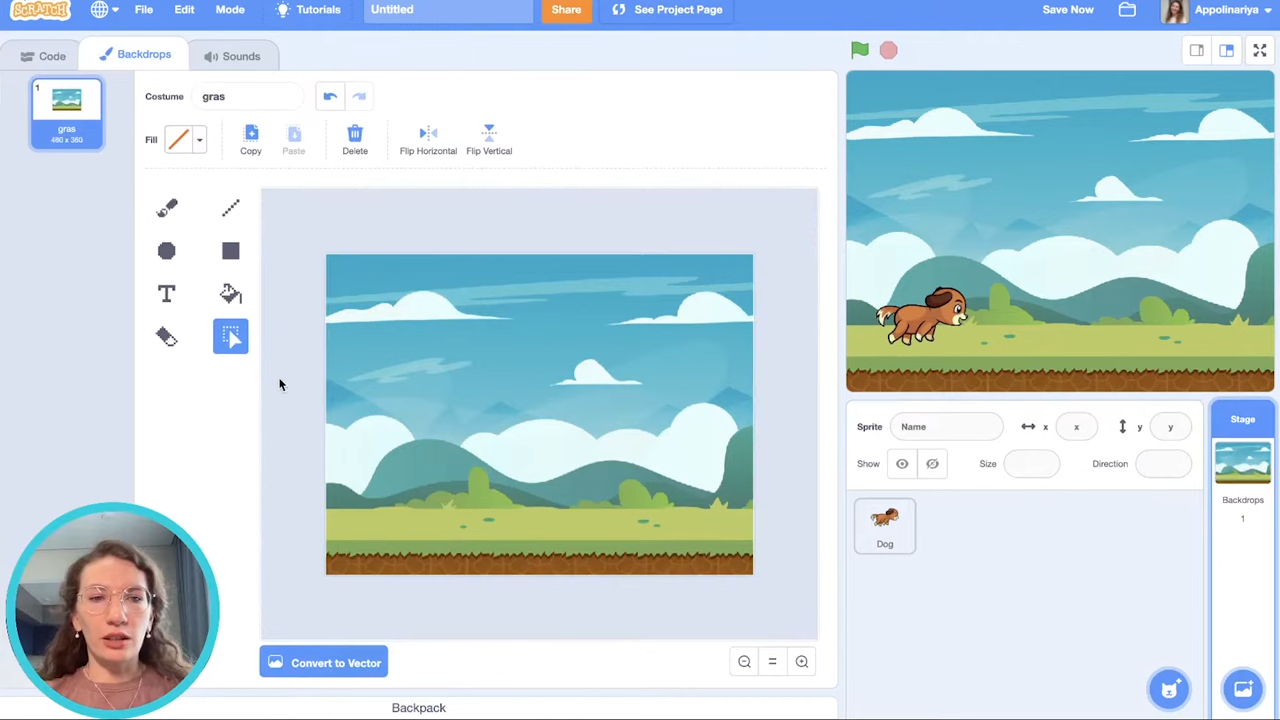 SCRATCH File Edit Mode Tutorials Untitled Share See Project Page Save Now Appolinariya
Code Backdrops Sounds
1
gras
480 x 360
Costume gras
Fill Copy Paste Delete Flip Horizontal Flip Vertical
T
Convert to Vector
Backpack
Sprite Name x x y y
Show Size Direction
Dog
Stage
Backdrops
1